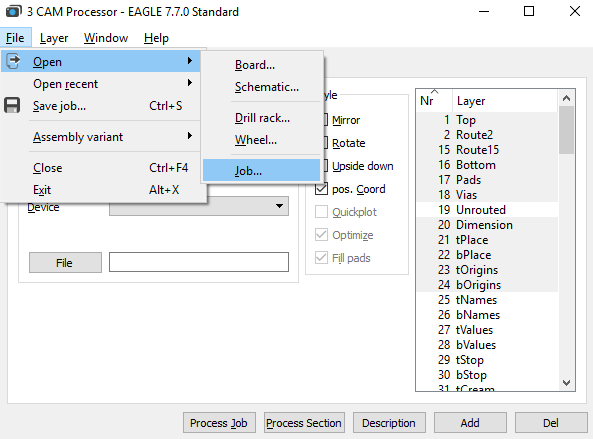 3 CAM Processor - EAGLE 7.7.0 Standard
File Layer Window Help
Open
Open recent
Save job... Ctrl+S
Assembly variant
Close Ctrl+F4
Exit Alt+X
Board...
Schematic...
Drill rack...
Wheel...
Job...
Device
File
yle
Mirror
Rotate
Upside down
pos. Coord
Quickplot
Optimize
Fill pads
Nr Layer
1 Top
2 Route2
15 Route15
16 Bottom
17 Pads
18 Vias
19 Unrouted
20 Dimension
21 tPlace
22 bPlace
23 tOrigins
24 bOrigins
25 tNames
26 bNames
27 tValues
28 bValues
29 tStop
30 bStop
31 tCream
Process Job Process Section Description Add Del